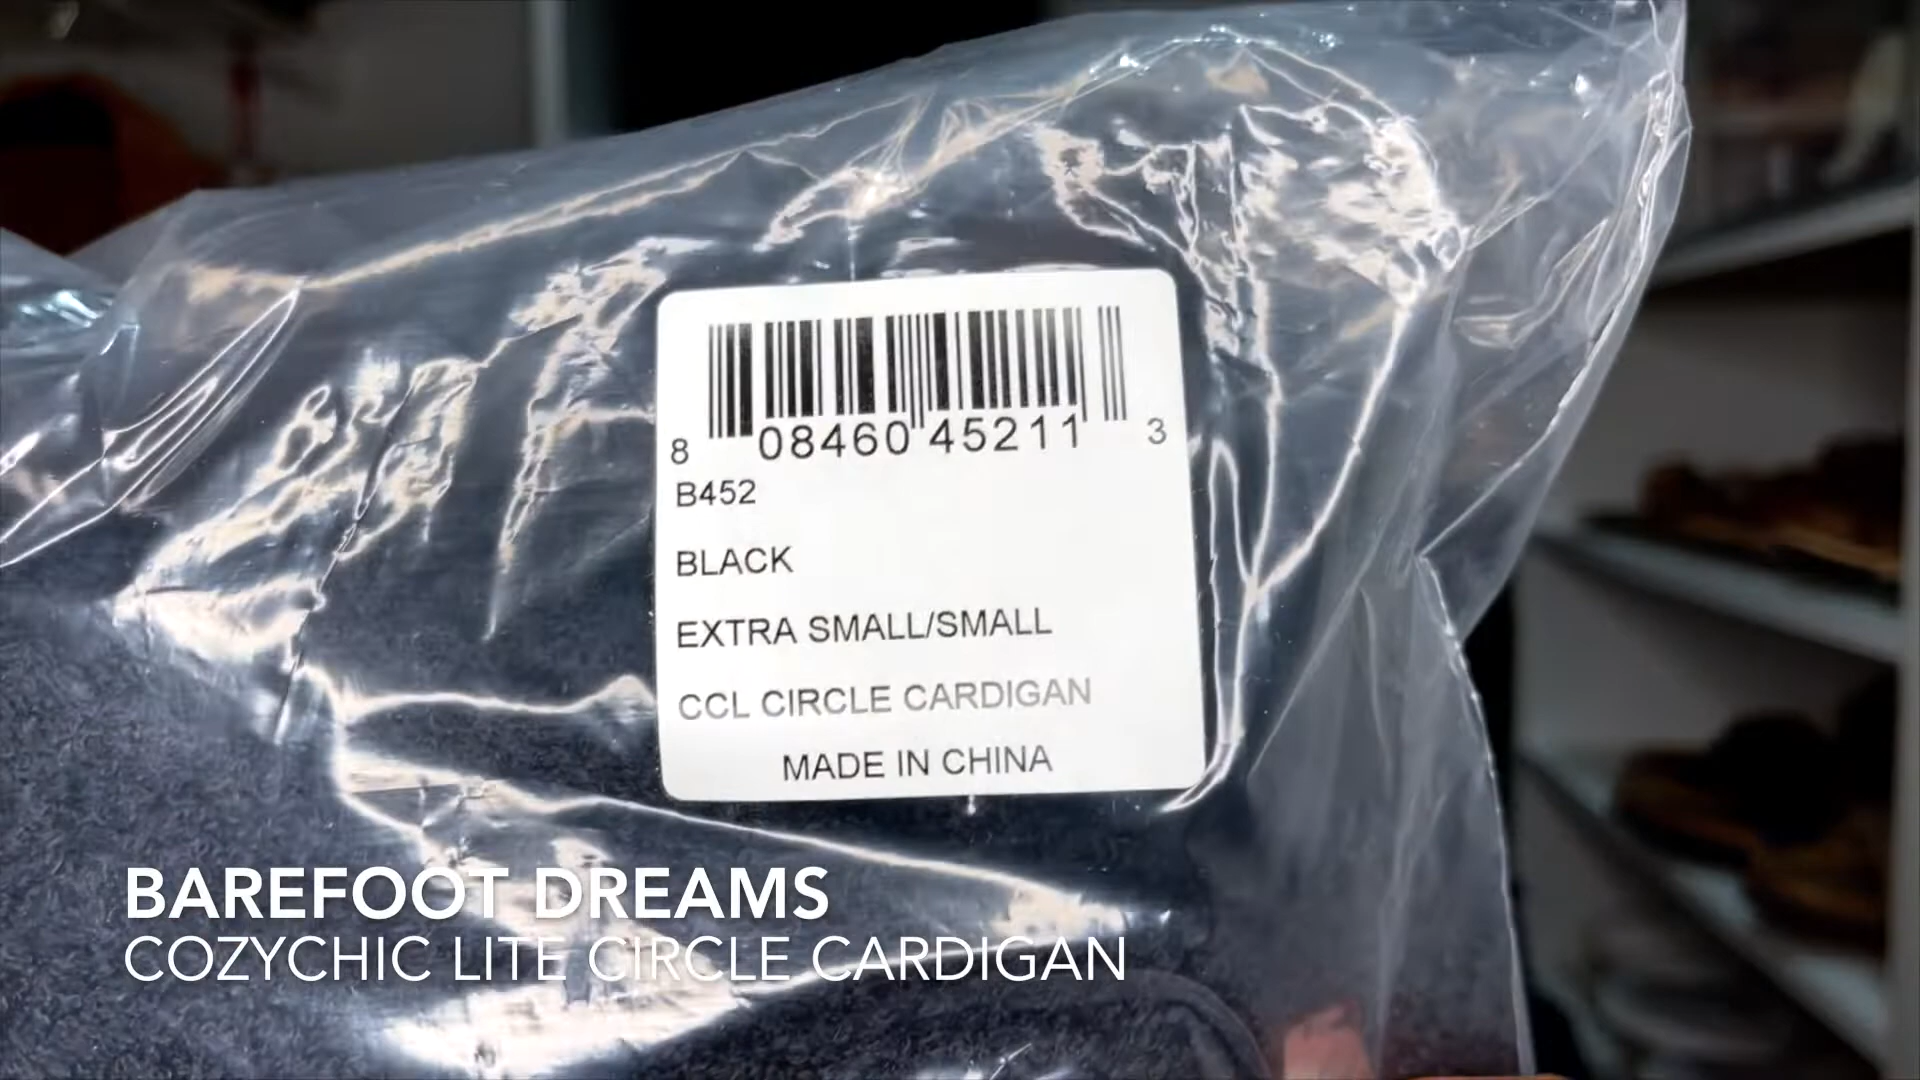 8 08460 45211 3
B452
BLACK
EXTRA SMALL/SMALL
CCL CIRCLE CARDIGAN
MADE IN CHINA
BAREFOOT DREAMS
COZYCHIC LITE CIRCLE CARDIGAN